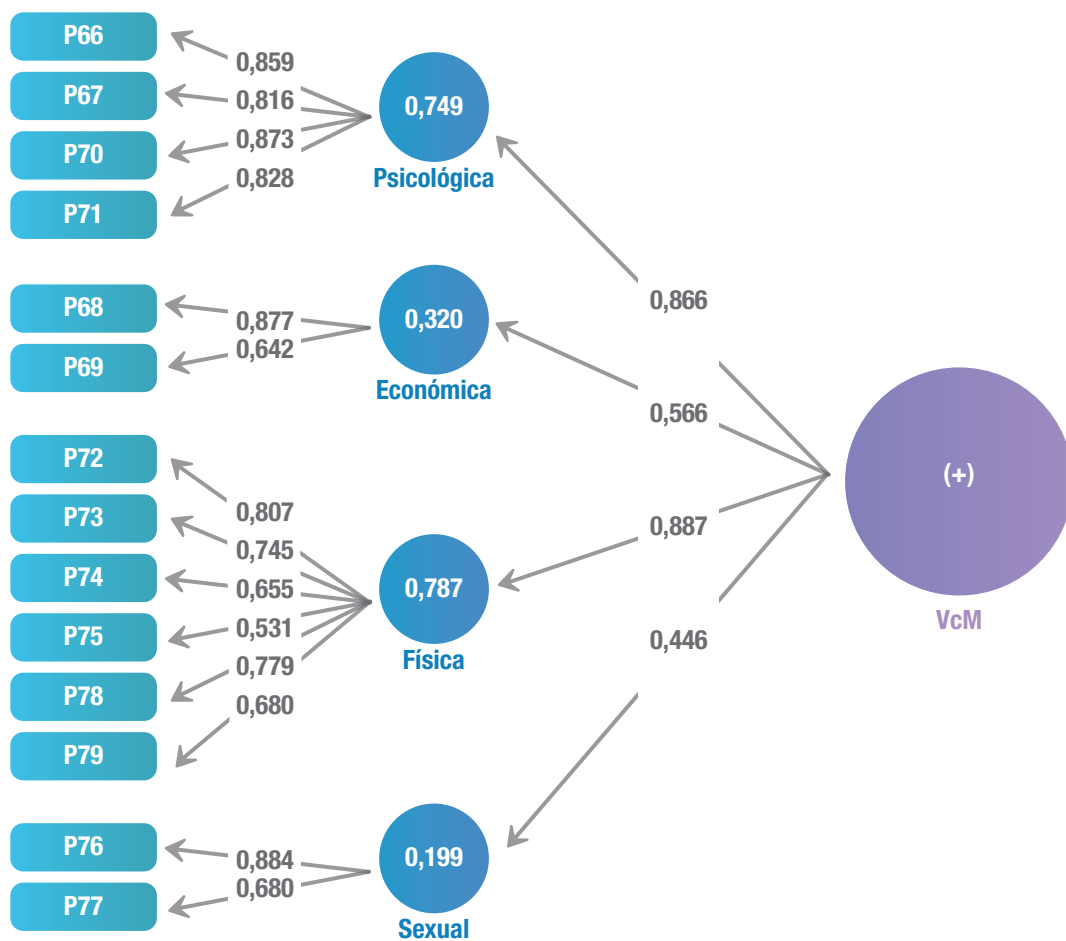 P66
0,859
P67
0,816
0,749
P70
0,873
Psicológica
P71
0,828
0,866
P68
0,877
0,320
P69
0,642
Económica
0,566
P72
0,807
P73
0,745
(+)
P74
0,655
0,787
0,887
P75
0,531
Física
VcM
P78
0,779
0,446
P79
0,680
P76
0,884
0,199
P77
0,680
Sexual